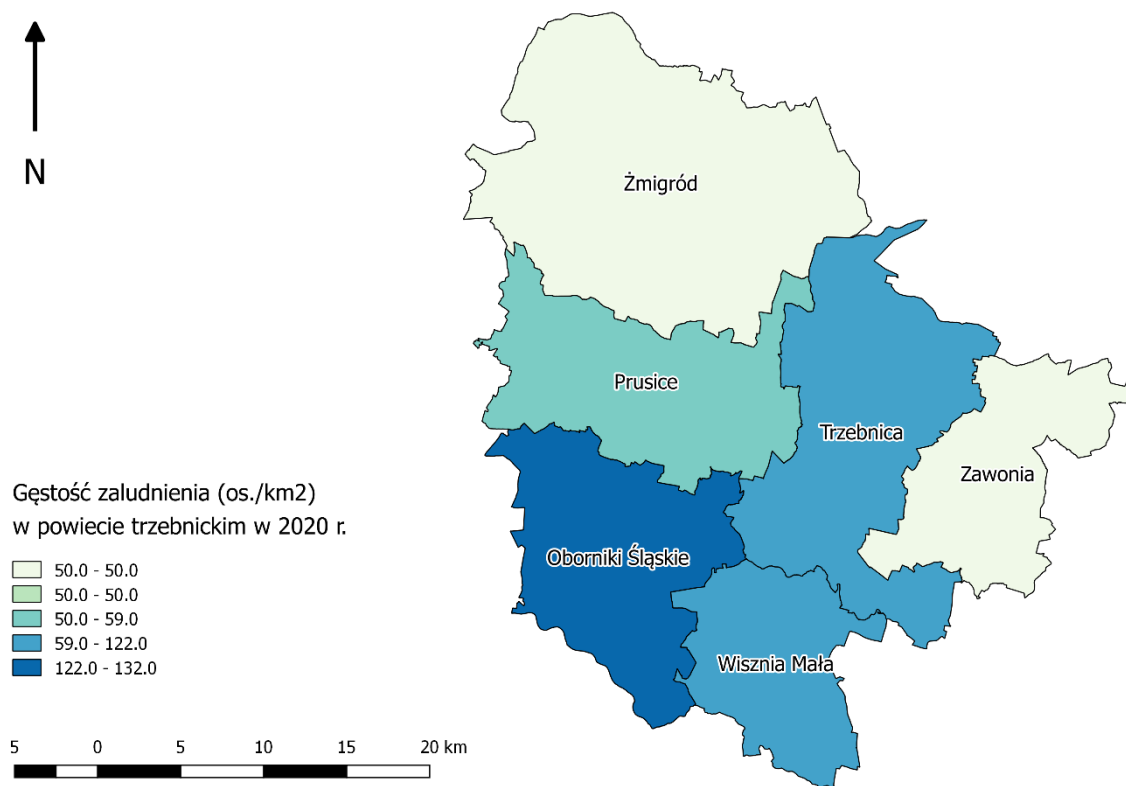 N
Żmigród
Prusice
Trzebnica
Zawonia
Oborniki Śląskie
Wisznia Mała
Gęstość zaludnienia (os./km2)
w powiecie trzebnickim w 2020 r.
50.0 - 50.0
50.0 - 50.0
50.0 - 59.0
59.0 - 122.0
122.0 - 132.0
5 0 5 10 15 20 km